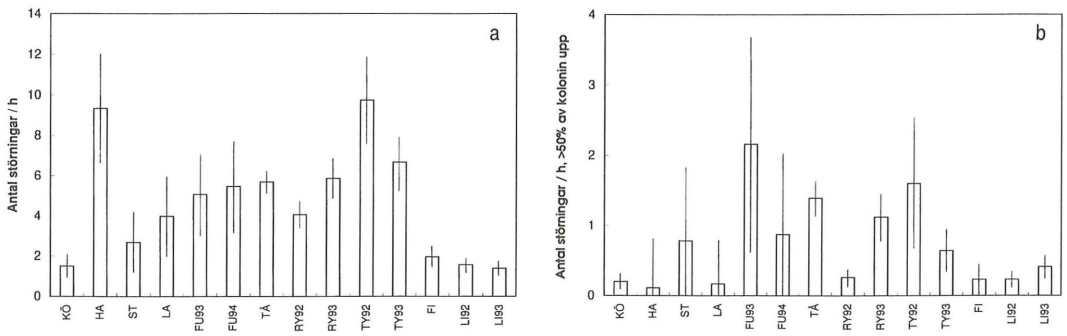 a
Antal störningar / h
14
12
10
8
6
4
2
0
KÖ HA ST LA FU93 FU94 TÅ RY92 RY93 TY92 TY93 FI LI92 LI93
b
Antal störningar / h, >50% av kolonin upp
4
3
2
1
0
KÖ HA ST LA FU93 FU94 TÅ RY92 RY93 TY92 TY93 FI LI92 LI93